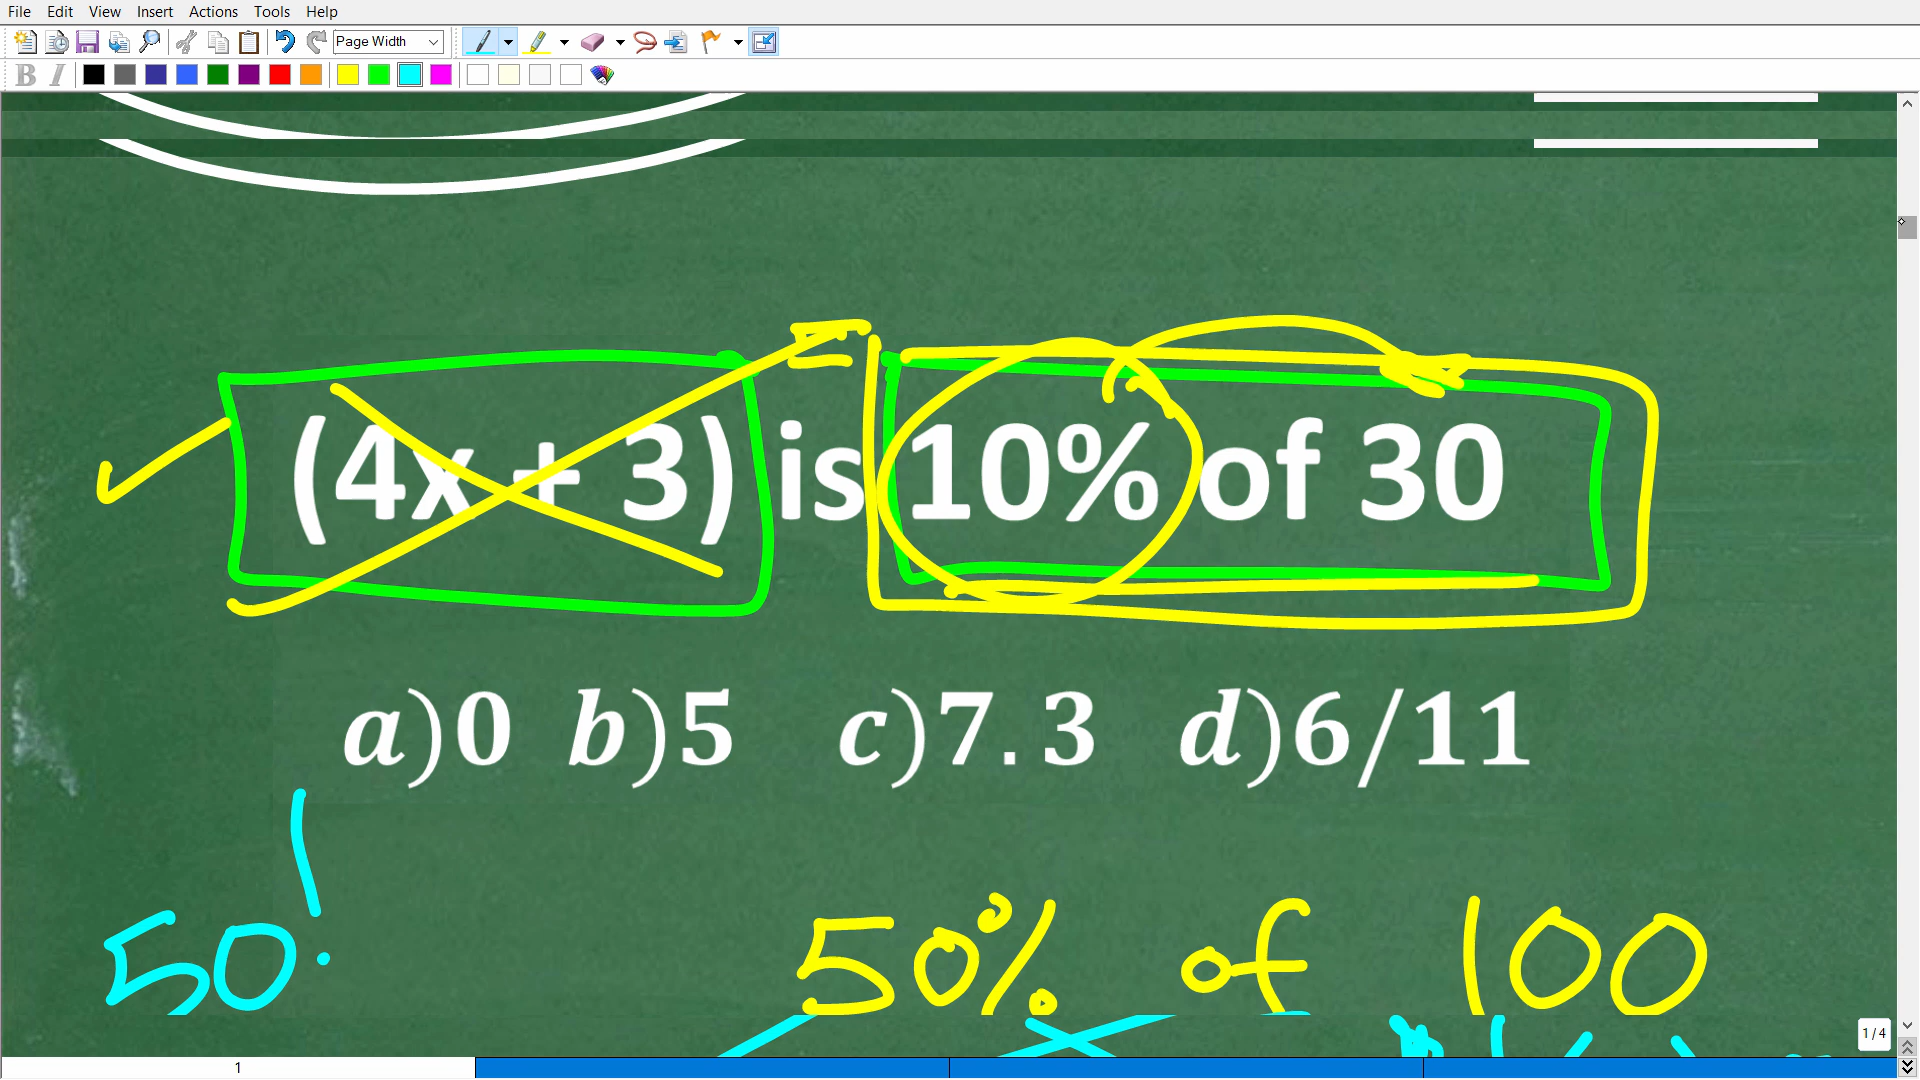 File Edit View Insert Actions Tools Help
Page Width
B I
(4x + 3) is 10% of 30
a)0 b)5 c)7.3 d)6/11
50! 50% of 100
1 / 4
1